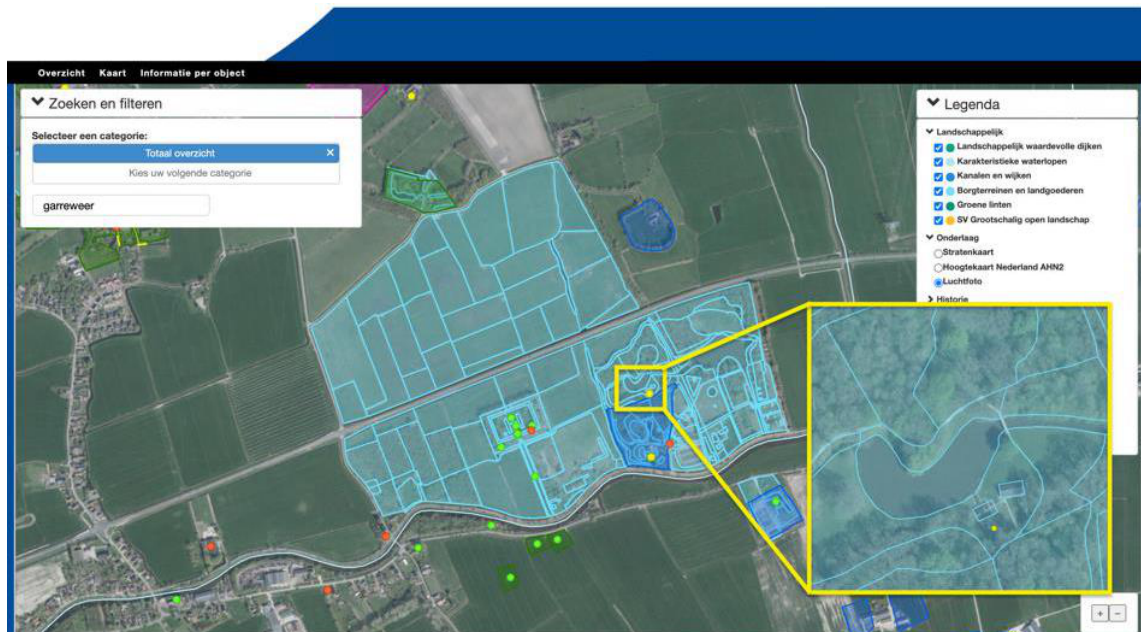 Overzicht Kaart Informatie per object
Zoeken en filteren
Selecteer een categorie:
Totaal overzicht ×
Kies uw volgende categorie
garreweer
Legenda
Landschappelijk
Landschappelijk waardevolle dijken
Karakteristieke waterlopen
Kanalen en wijken
Borgterreinen en landgoederen
Groene linten
SV Grootschalig open landschap
Onderlaag
Stratenkaart
Hoogtekaart Nederland AHN2
Luchtfoto
Historie
+ −